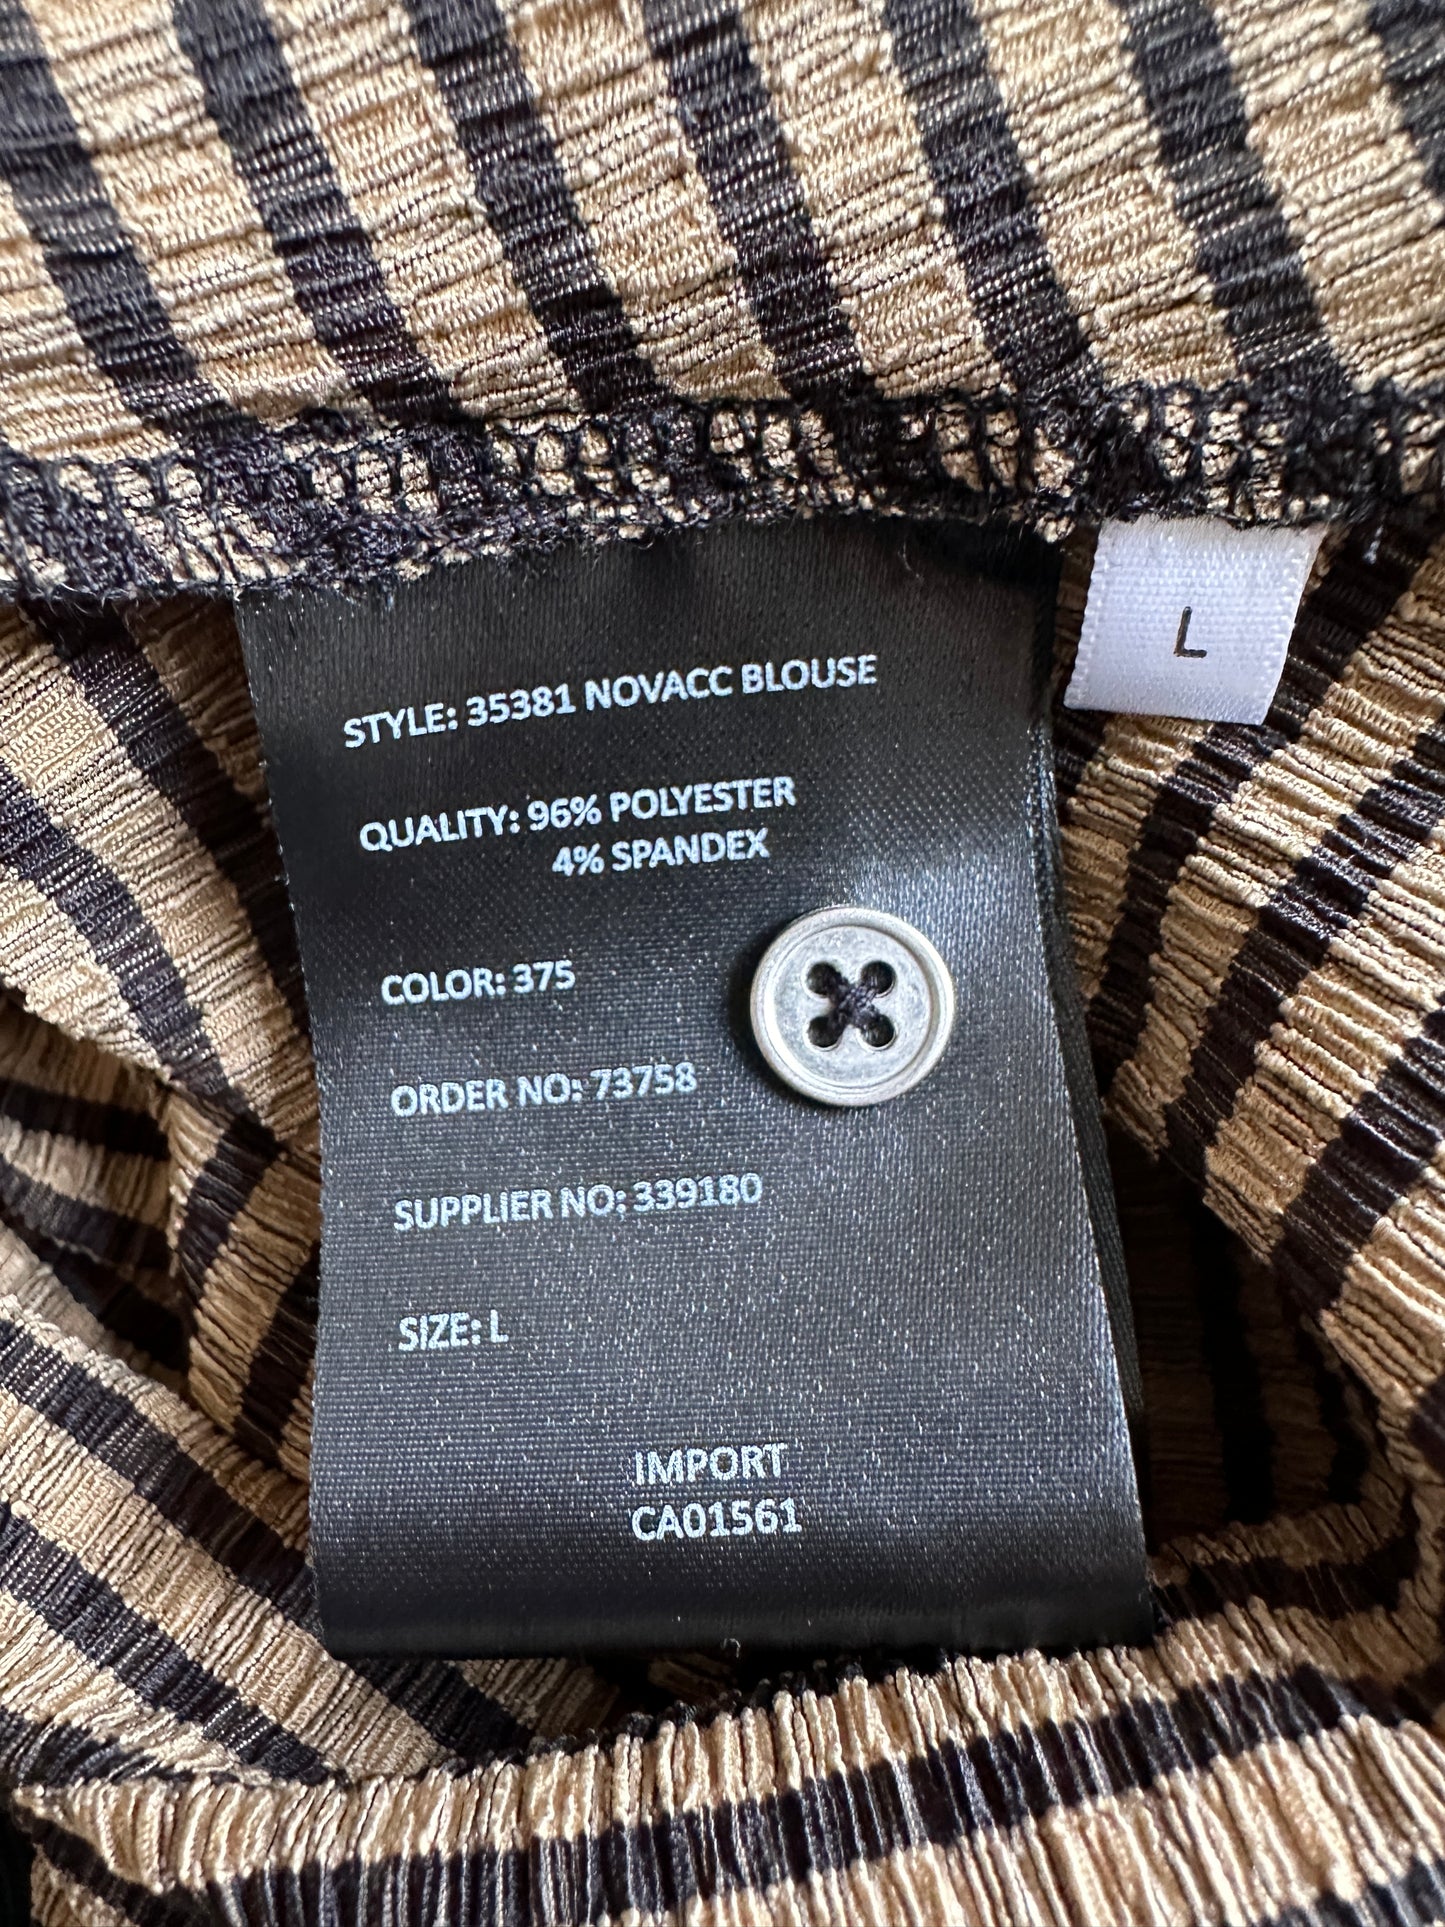 L
STYLE: 35381 NOVACC BLOUSE
QUALITY: 96% POLYESTER
4% SPANDEX
COLOR: 375
ORDER NO: 73758
SUPPLIER NO: 339180
SIZE: L
IMPORT
CA01561